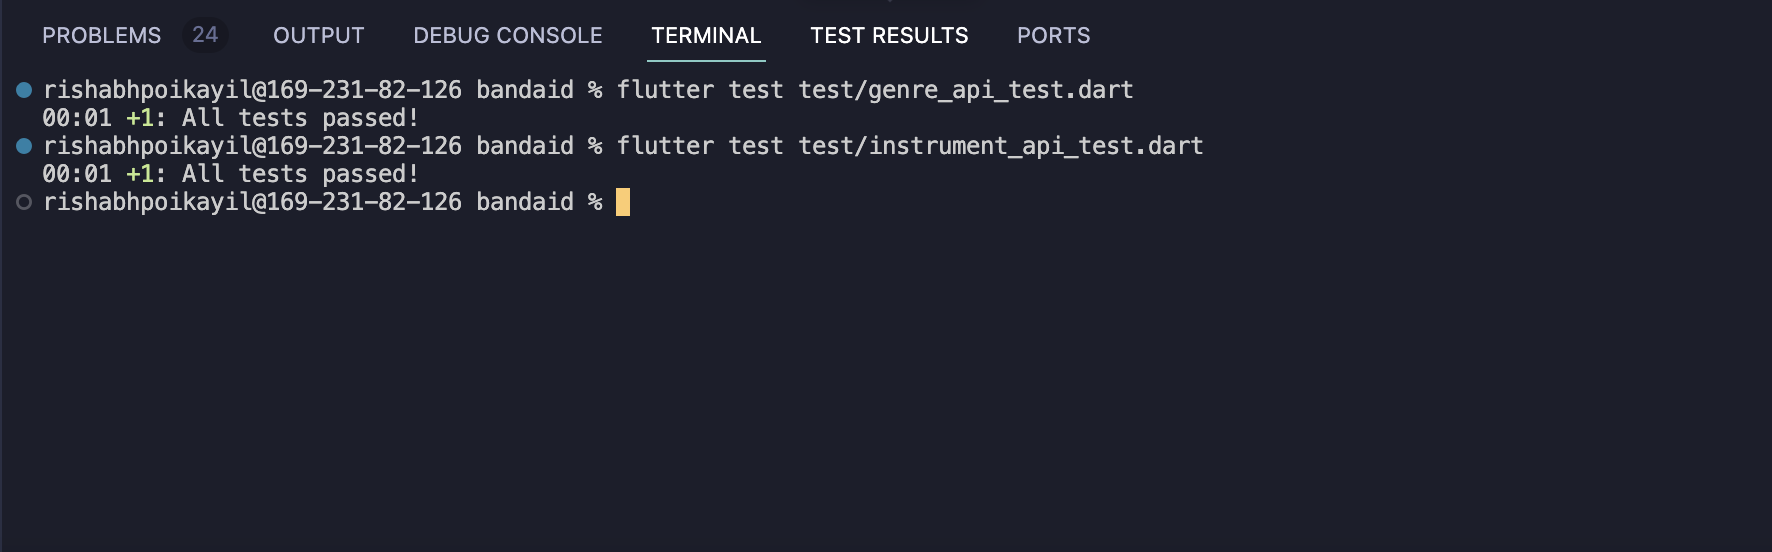 PROBLEMS 24 OUTPUT DEBUG CONSOLE TERMINAL TEST RESULTS PORTS
rishabhpoikayil@169-231-82-126 bandaid % flutter test test/genre_api_test.dart
00:01 +1: All tests passed!
rishabhpoikayil@169-231-82-126 bandaid % flutter test test/instrument_api_test.dart
00:01 +1: All tests passed!
rishabhpoikayil@169-231-82-126 bandaid %